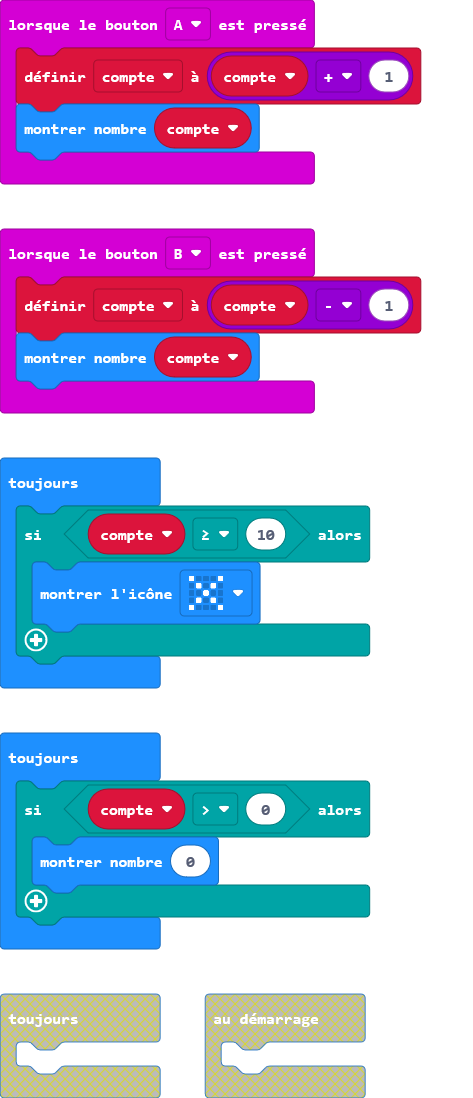 lorsque le bouton A est pressé
définir compte à compte + 1
montrer nombre compte
lorsque le bouton B est pressé
définir compte à compte - 1
montrer nombre compte
toujours
si compte ≥ 10 alors
montrer l'icône
toujours
si compte > 0 alors
montrer nombre 0
toujours au démarrage